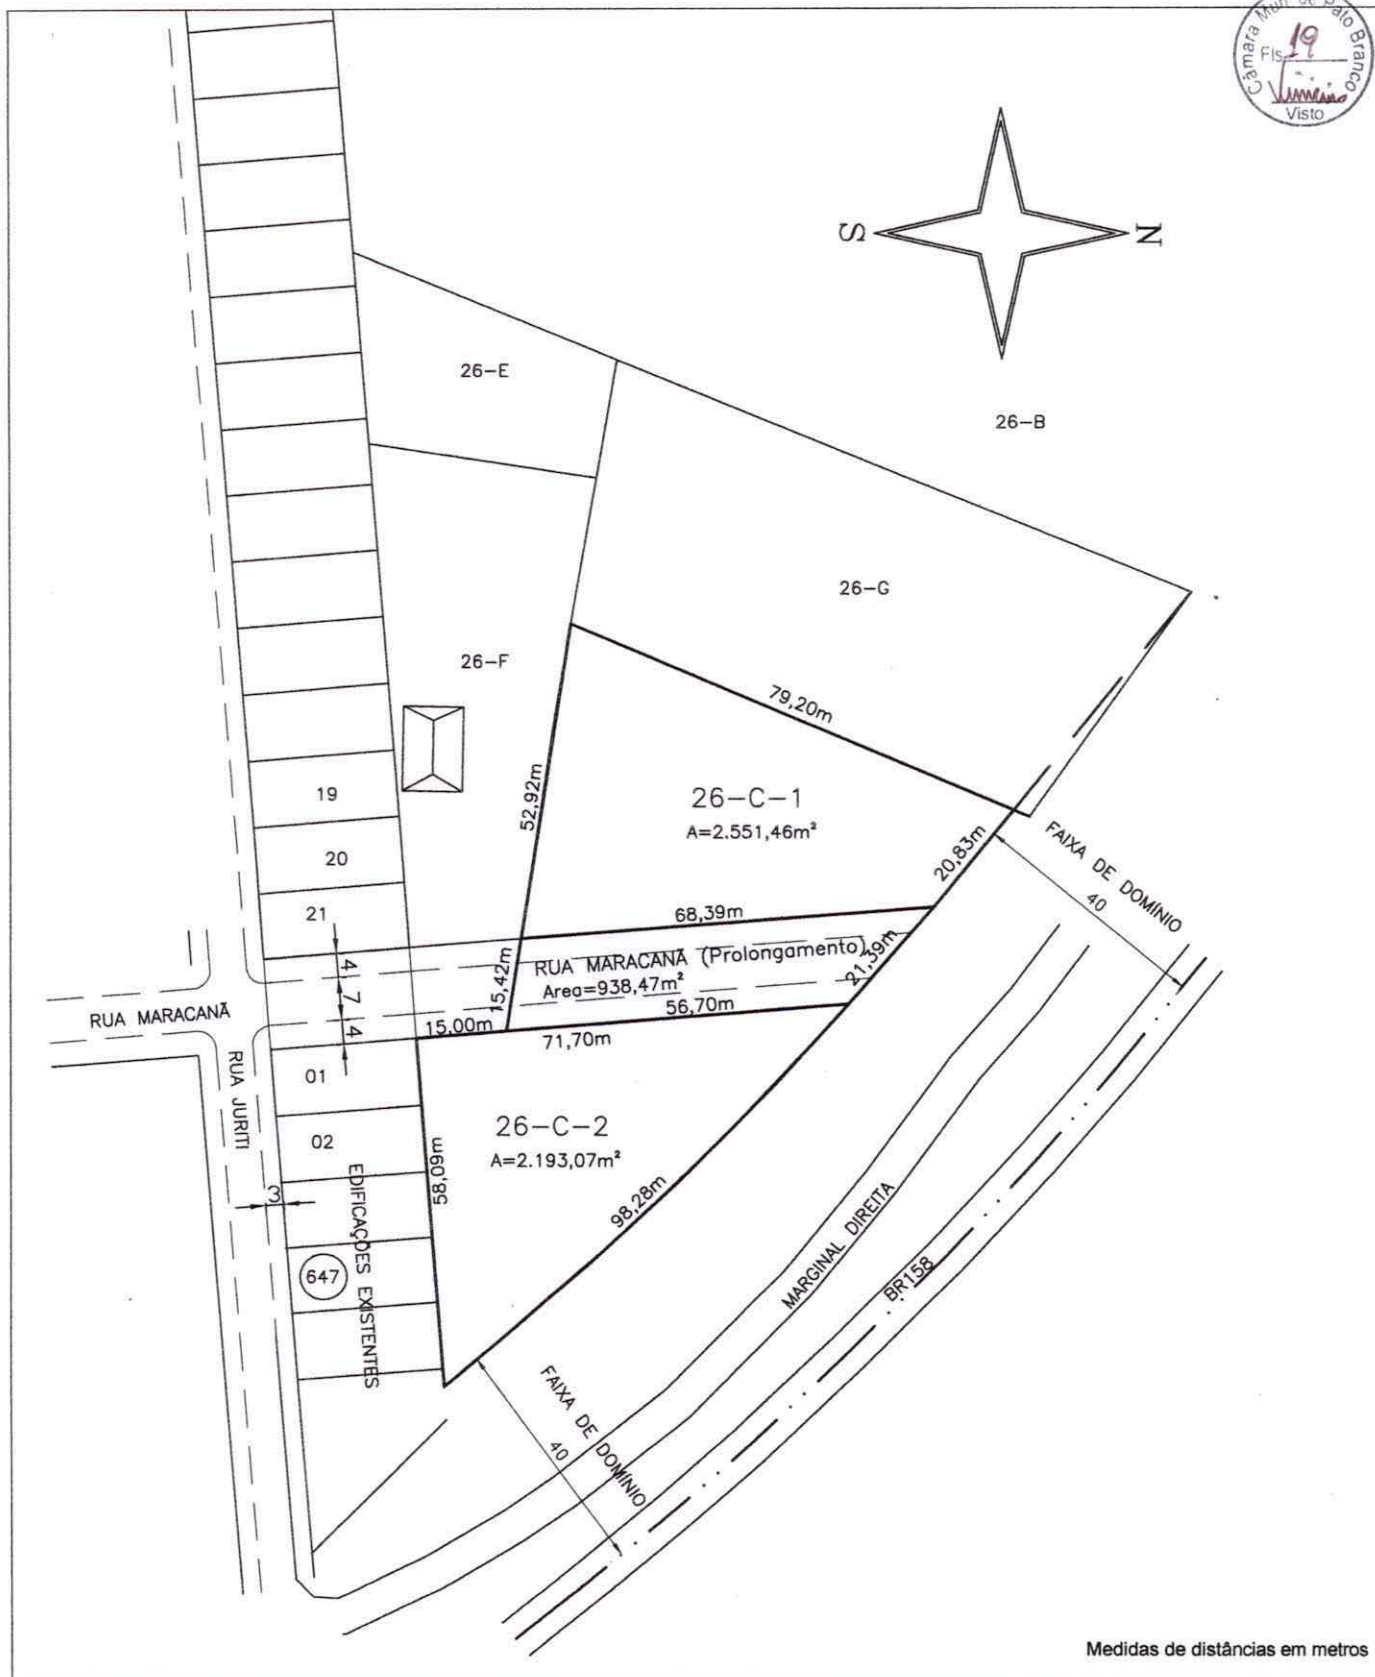 Câmara Mun. de Pato Branco
Fls 19
Visto
S
N
26-E
26-B
26-G
26-F
79,20m
52,92m
19
26-C-1
A=2.551,46m²
20,83m
FAIXA DE DOMÍNIO
40
20
21
68,39m
RUA MARACANÃ (Prolongamento)
Area=938,47m²
15,42m
21,39m
4
7
4
RUA MARACANÃ
15,00m
56,70m
71,70m
RUA JURITI
01
02
26-C-2
A=2.193,07m²
58,09m
3
EDIFICAÇÕES EXISTENTES
647
98,28m
MARGINAL DIREITA
BR158
FAIXA DE DOMÍNIO
40
Medidas de distâncias em metros